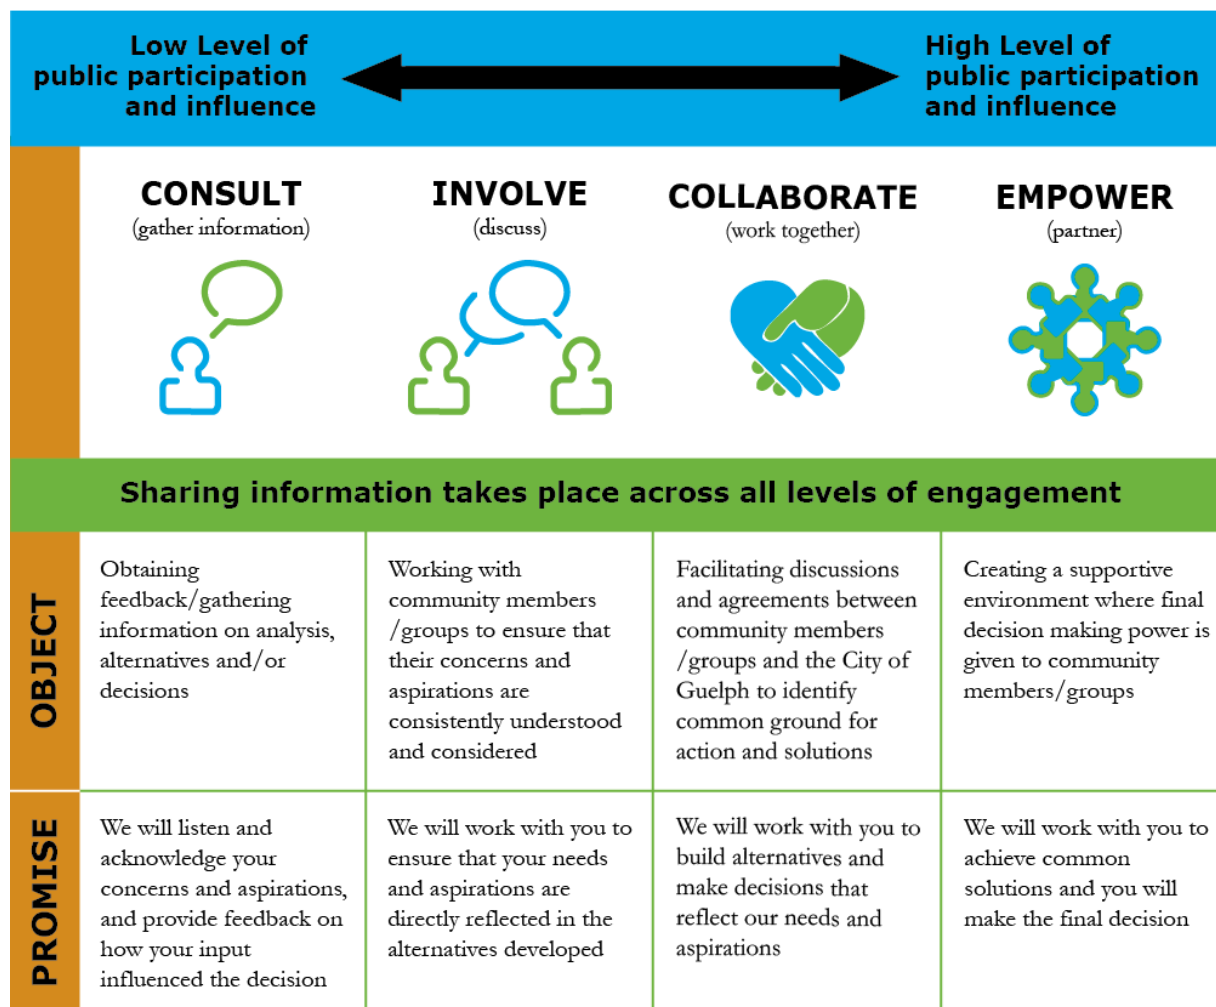 Low Level of
public participation
and influence
High Level of
public participation
and influence
CONSULT
(gather information)
INVOLVE
(discuss)
COLLABORATE
(work together)
EMPOWER
(partner)
Sharing information takes place across all levels of engagement
OBJECT
Obtaining
feedback/gathering
information on analysis,
alternatives and/or
decisions
Working with
community members
/groups to ensure that
their concerns and
aspirations are
consistently understood
and considered
Facilitating discussions
and agreements between
community members
/groups and the City of
Guelph to identify
common ground for
action and solutions
Creating a supportive
environment where final
decision making power is
given to community
members/groups
PROMISE
We will listen and
acknowledge your
concerns and aspirations,
and provide feedback on
how your input
influenced the decision
We will work with you to
ensure that your needs
and aspirations are
directly reflected in the
alternatives developed
We will work with you to
build alternatives and
make decisions that
reflect our needs and
aspirations
We will work with you to
achieve common
solutions and you will
make the final decision